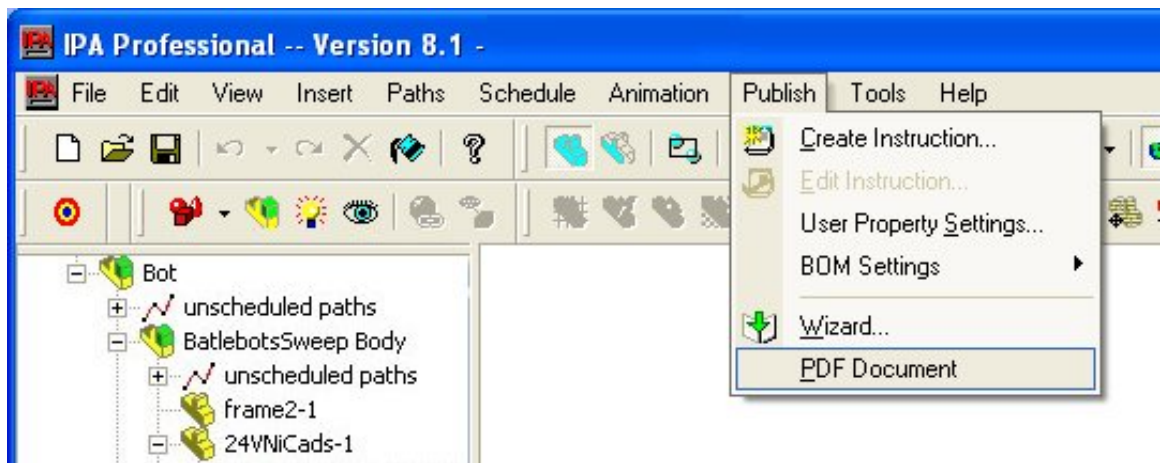 IPA Professional -- Version 8.1 -
File Edit View Insert Paths Schedule Animation Publish Tools Help
Create Instruction...
Edit Instruction...
User Property Settings...
BOM Settings
Wizard...
PDF Document
Bot
unscheduled paths
BatlebotsSweep Body
unscheduled paths
frame2-1
24VNiCads-1